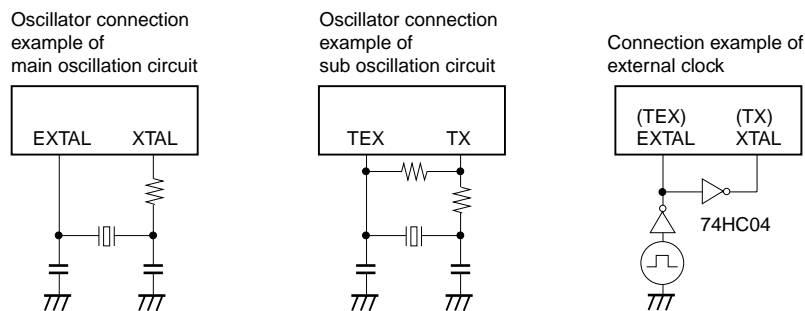 Oscillator connection
example of
main oscillation circuit
EXTAL XTAL
Oscillator connection
example of
sub oscillation circuit
TEX TX
Connection example of
external clock
(TEX) (TX)
EXTAL XTAL
74HC04